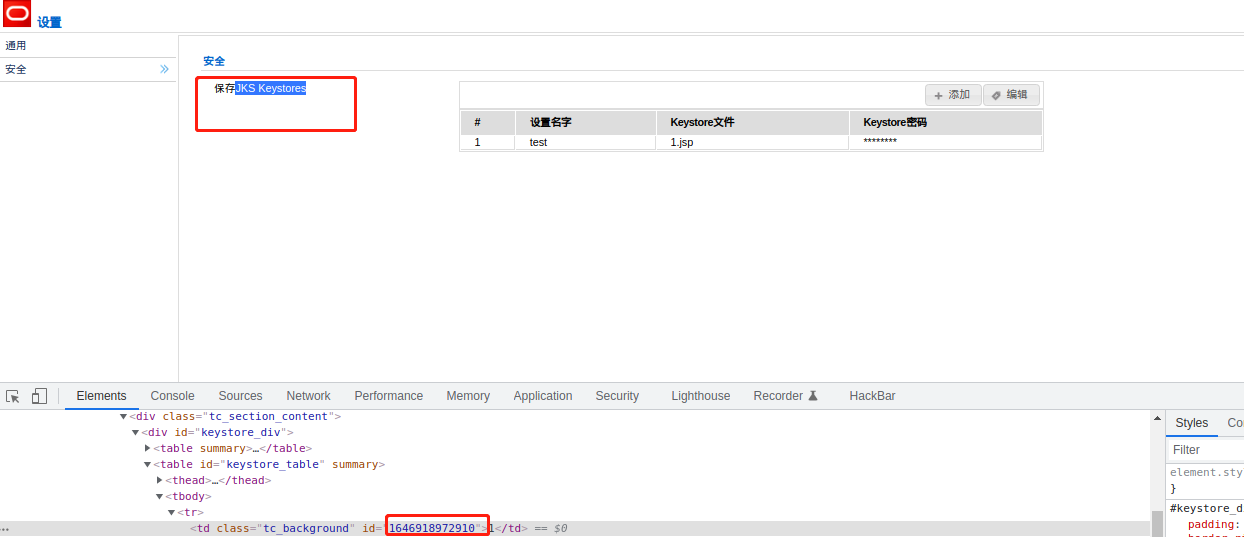 设置
通用
安全
安全
保存JKS Keystores
添加 编辑
# 设置名字 Keystore文件 Keystore密码
1 test 1.jsp ********
Elements Console Sources Network Performance Memory Application Security Lighthouse Recorder HackBar
<div class="tc_section_content">
<div id="keystore_div">
<table summary>…</table>
<table id="keystore_table" summary>
<thead>…</thead>
<tbody>
<tr>
<td class="tc_background" id="1646918972910">1</td> == $0
Styles Co
Filter
element.sty
}
#keystore_d
padding: